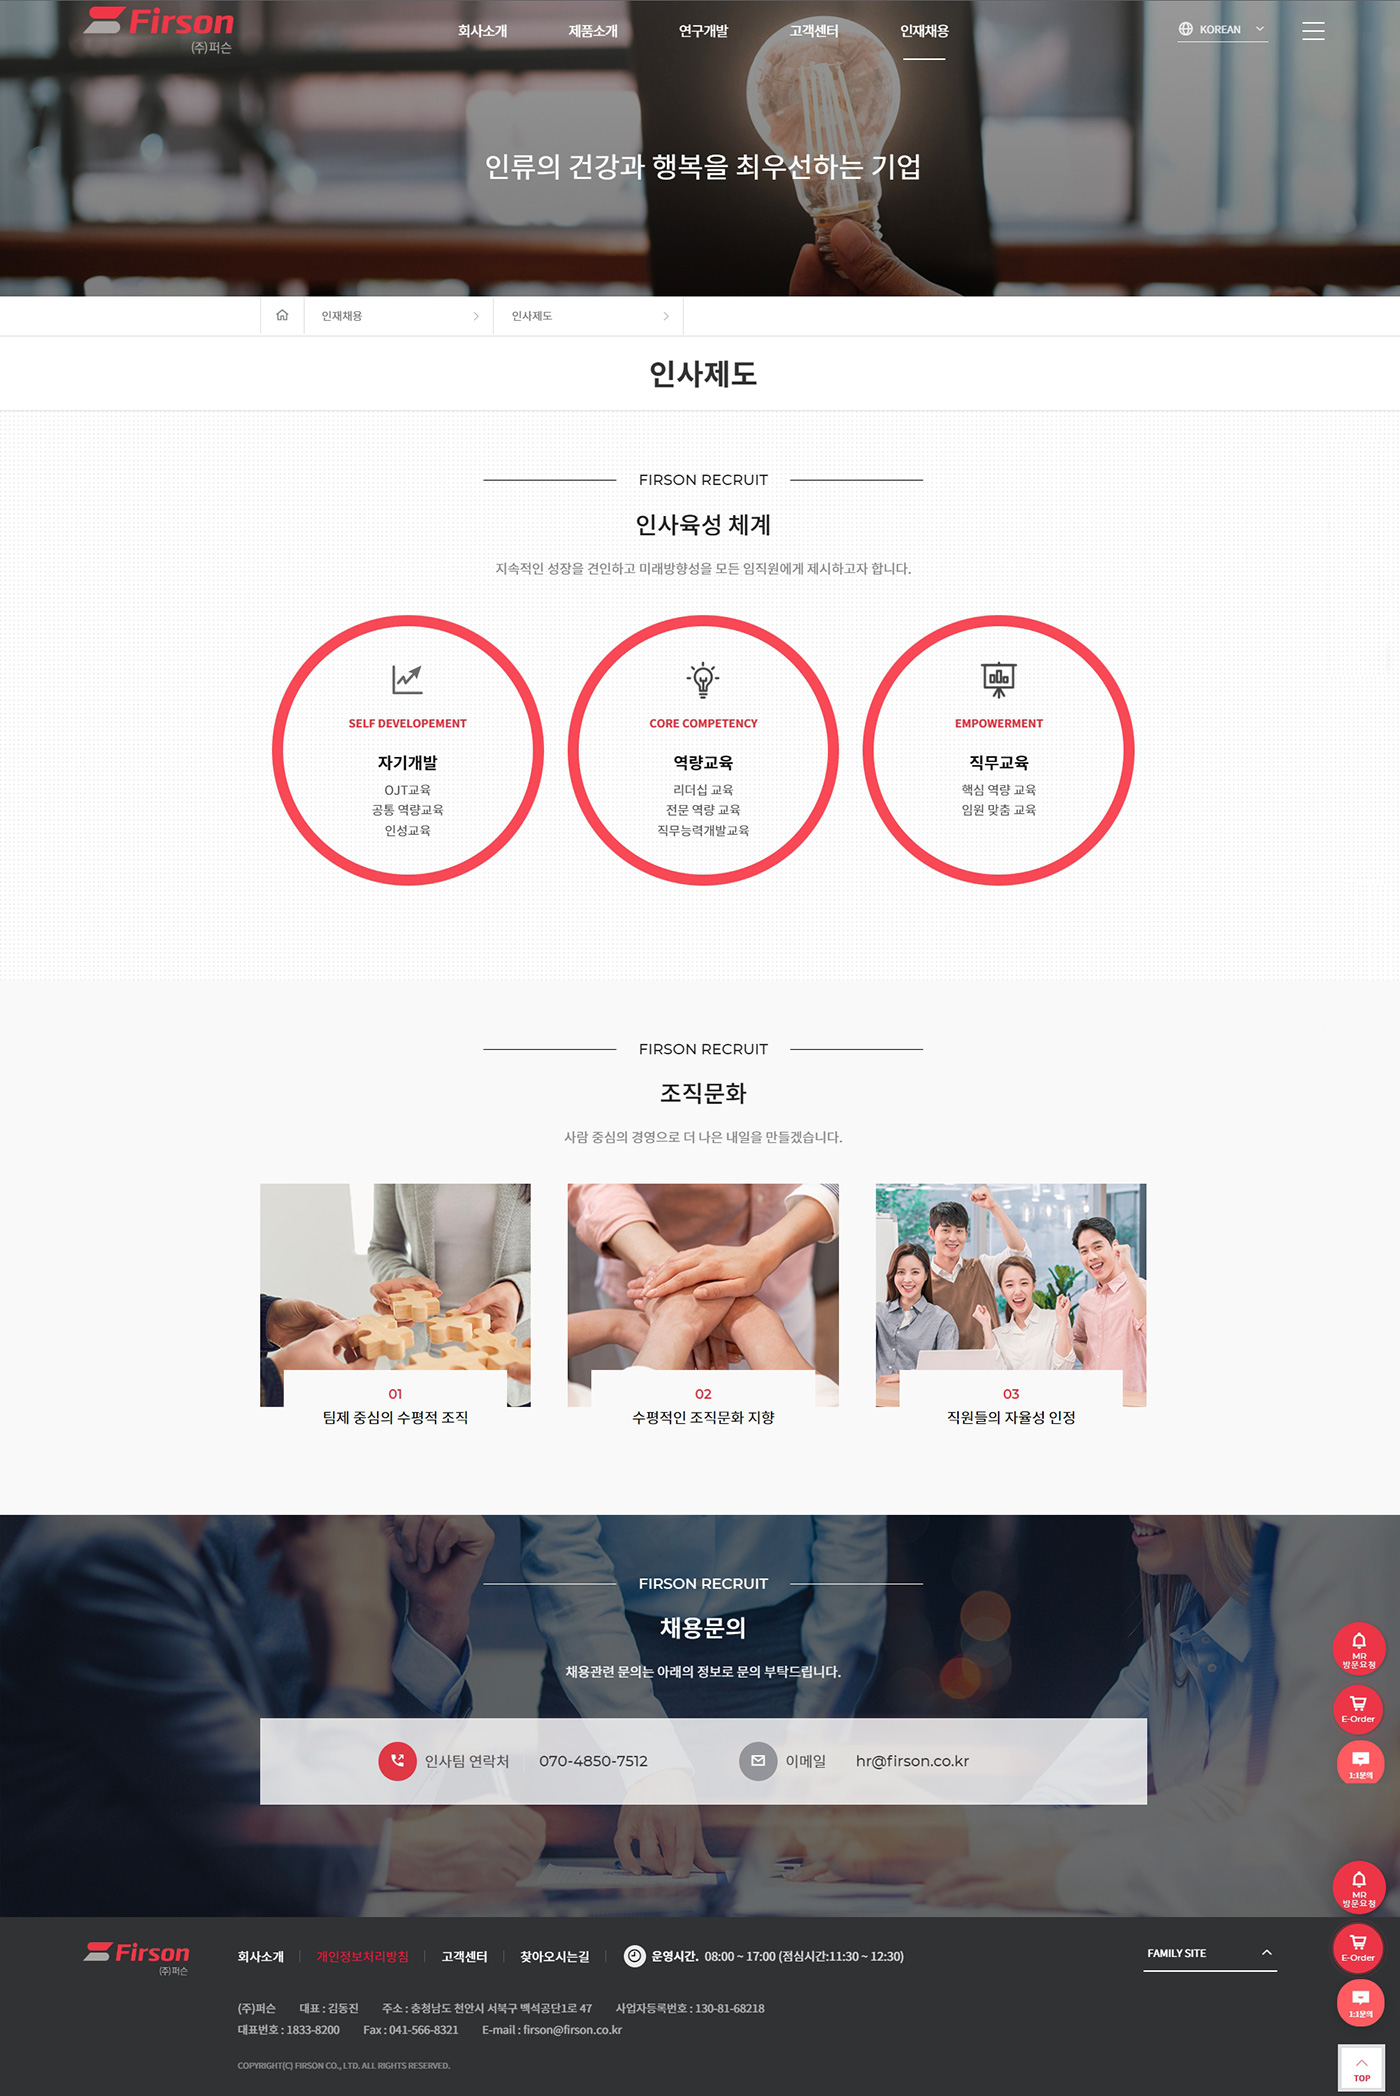 Firson
(주)퍼슨
회사소개
제품소개
연구개발
고객센터
인재채용
KOREAN
인류의 건강과 행복을 최우선하는 기업
인재채용
인사제도
인사제도
FIRSON RECRUIT
인사육성 체계
지속적인 성장을 견인하고 미래방향성을 모든 임직원에게 제시하고자 합니다.
SELF DEVELOPEMENT
자기개발
OJT교육
공통 역량교육
인성교육
CORE COMPETENCY
역량교육
리더십 교육
전문 역량 교육
직무능력개발교육
EMPOWERMENT
직무교육
핵심 역량 교육
임원 맞춤 교육
FIRSON RECRUIT
조직문화
사람 중심의 경영으로 더 나은 내일을 만들겠습니다.
01
팀제 중심의 수평적 조직
02
수평적인 조직문화 지향
03
직원들의 자율성 인정
FIRSON RECRUIT
채용문의
채용관련 문의는 아래의 정보로 문의 부탁드립니다.
인사팀 연락처 070-4850-7512
이메일 hr@firson.co.kr
MR
방문요청
E-Order
1:1문의
MR
방문요청
E-Order
1:1문의
TOP
Firson
(주)퍼슨
회사소개
개인정보처리방침
고객센터
찾아오시는길
운영시간. 08:00 ~ 17:00 (점심시간:11:30 ~ 12:30)
FAMILY SITE
(주)퍼슨 대표 : 김동진 주소 : 충청남도 천안시 서북구 백석공단1로 47 사업자등록번호 : 130-81-68218
대표번호 : 1833-8200 Fax : 041-566-8321 E-mail : firson@firson.co.kr
COPYRIGHT(C) FIRSON CO., LTD. ALL RIGHTS RESERVED.